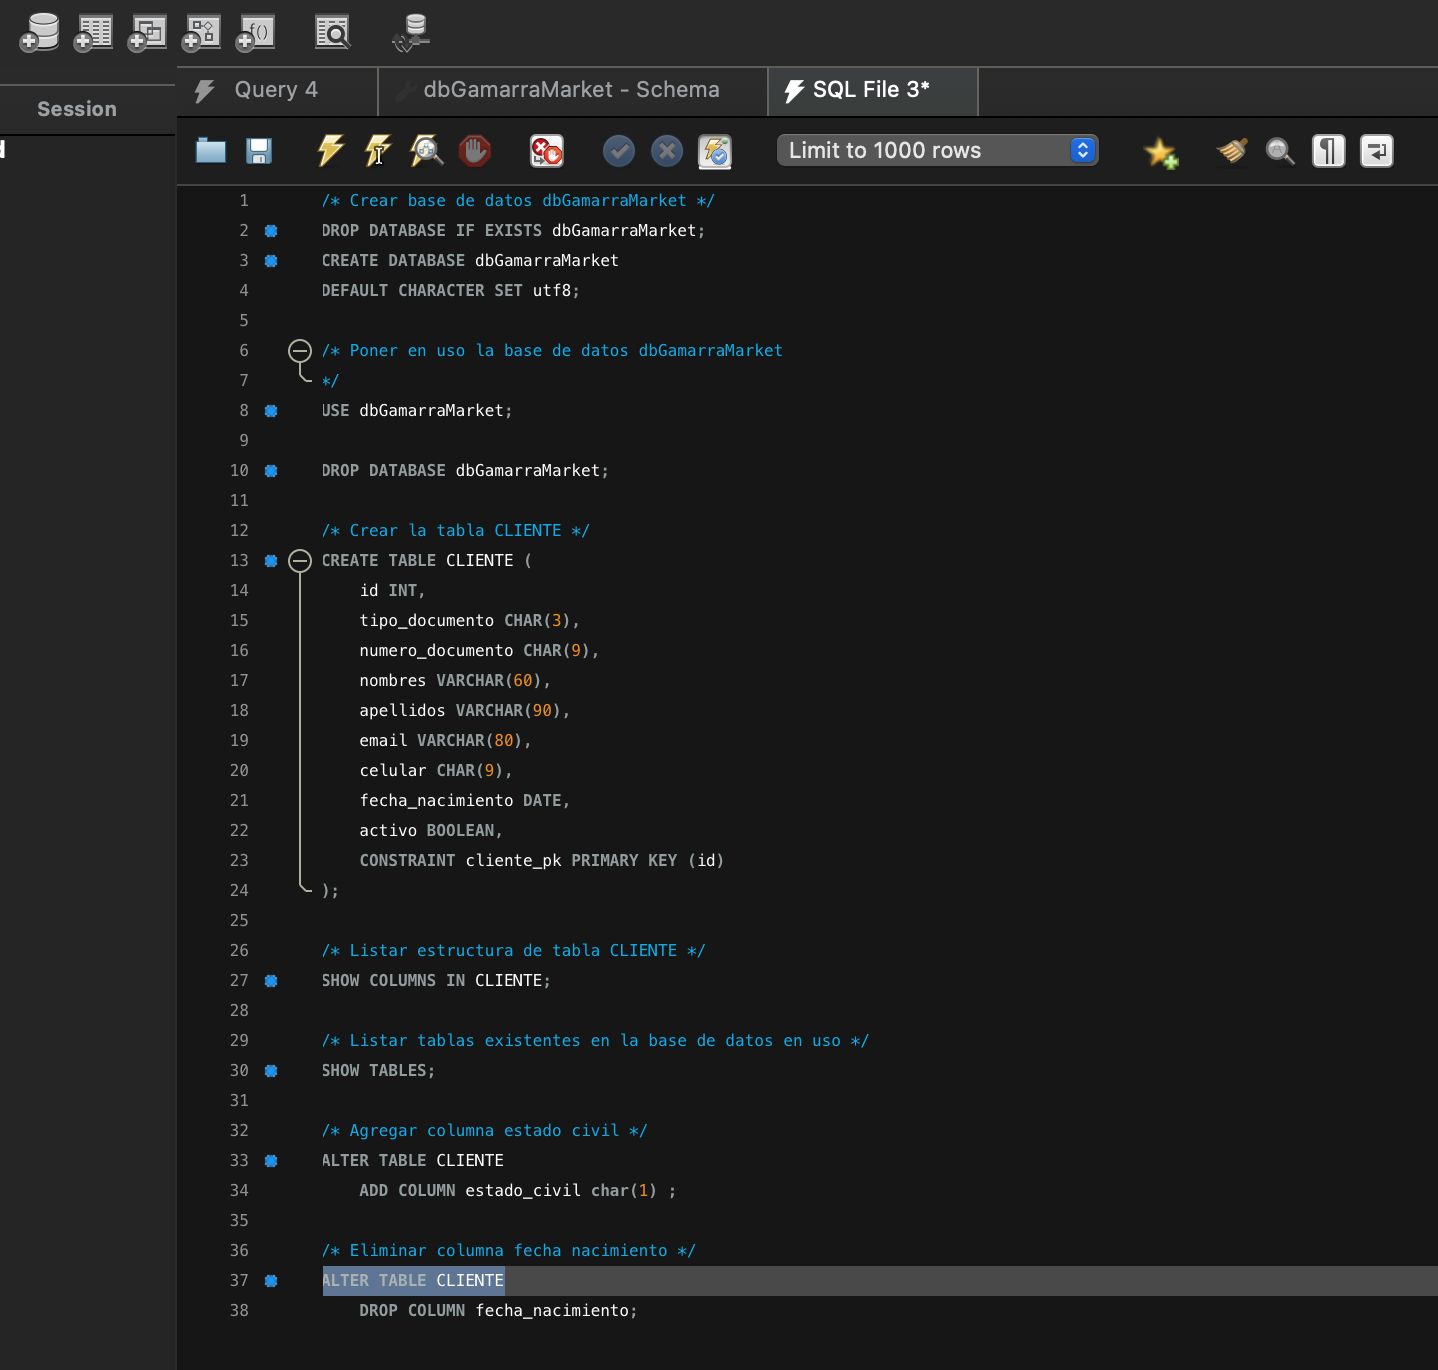 f()
Query 4
dbGamarraMarket - Schema
SQL File 3*
Session
Limit to 1000 rows
1 /* Crear base de datos dbGamarraMarket */
2 DROP DATABASE IF EXISTS dbGamarraMarket;
3 CREATE DATABASE dbGamarraMarket
4 DEFAULT CHARACTER SET utf8;
5
6 /* Poner en uso la base de datos dbGamarraMarket
7 */
8 USE dbGamarraMarket;
9
10 DROP DATABASE dbGamarraMarket;
11
12 /* Crear la tabla CLIENTE */
13 CREATE TABLE CLIENTE (
14 id INT,
15 tipo_documento CHAR(3),
16 numero_documento CHAR(9),
17 nombres VARCHAR(60),
18 apellidos VARCHAR(90),
19 email VARCHAR(80),
20 celular CHAR(9),
21 fecha_nacimiento DATE,
22 activo BOOLEAN,
23 CONSTRAINT cliente_pk PRIMARY KEY (id)
24 );
25
26 /* Listar estructura de tabla CLIENTE */
27 SHOW COLUMNS IN CLIENTE;
28
29 /* Listar tablas existentes en la base de datos en uso */
30 SHOW TABLES;
31
32 /* Agregar columna estado civil */
33 ALTER TABLE CLIENTE
34 ADD COLUMN estado_civil char(1) ;
35
36 /* Eliminar columna fecha nacimiento */
37 ALTER TABLE CLIENTE
38 DROP COLUMN fecha_nacimiento;